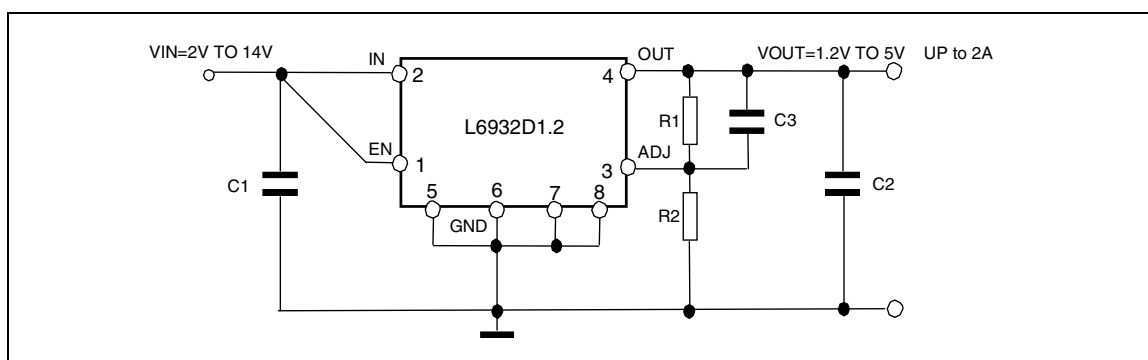 VIN=2V TO 14V
IN
2
4
OUT
VOUT=1.2V TO 5V
UP to 2A
L6932D1.2
R1
C3
EN
1
3
ADJ
C1
C2
5
6
7
8
GND
R2